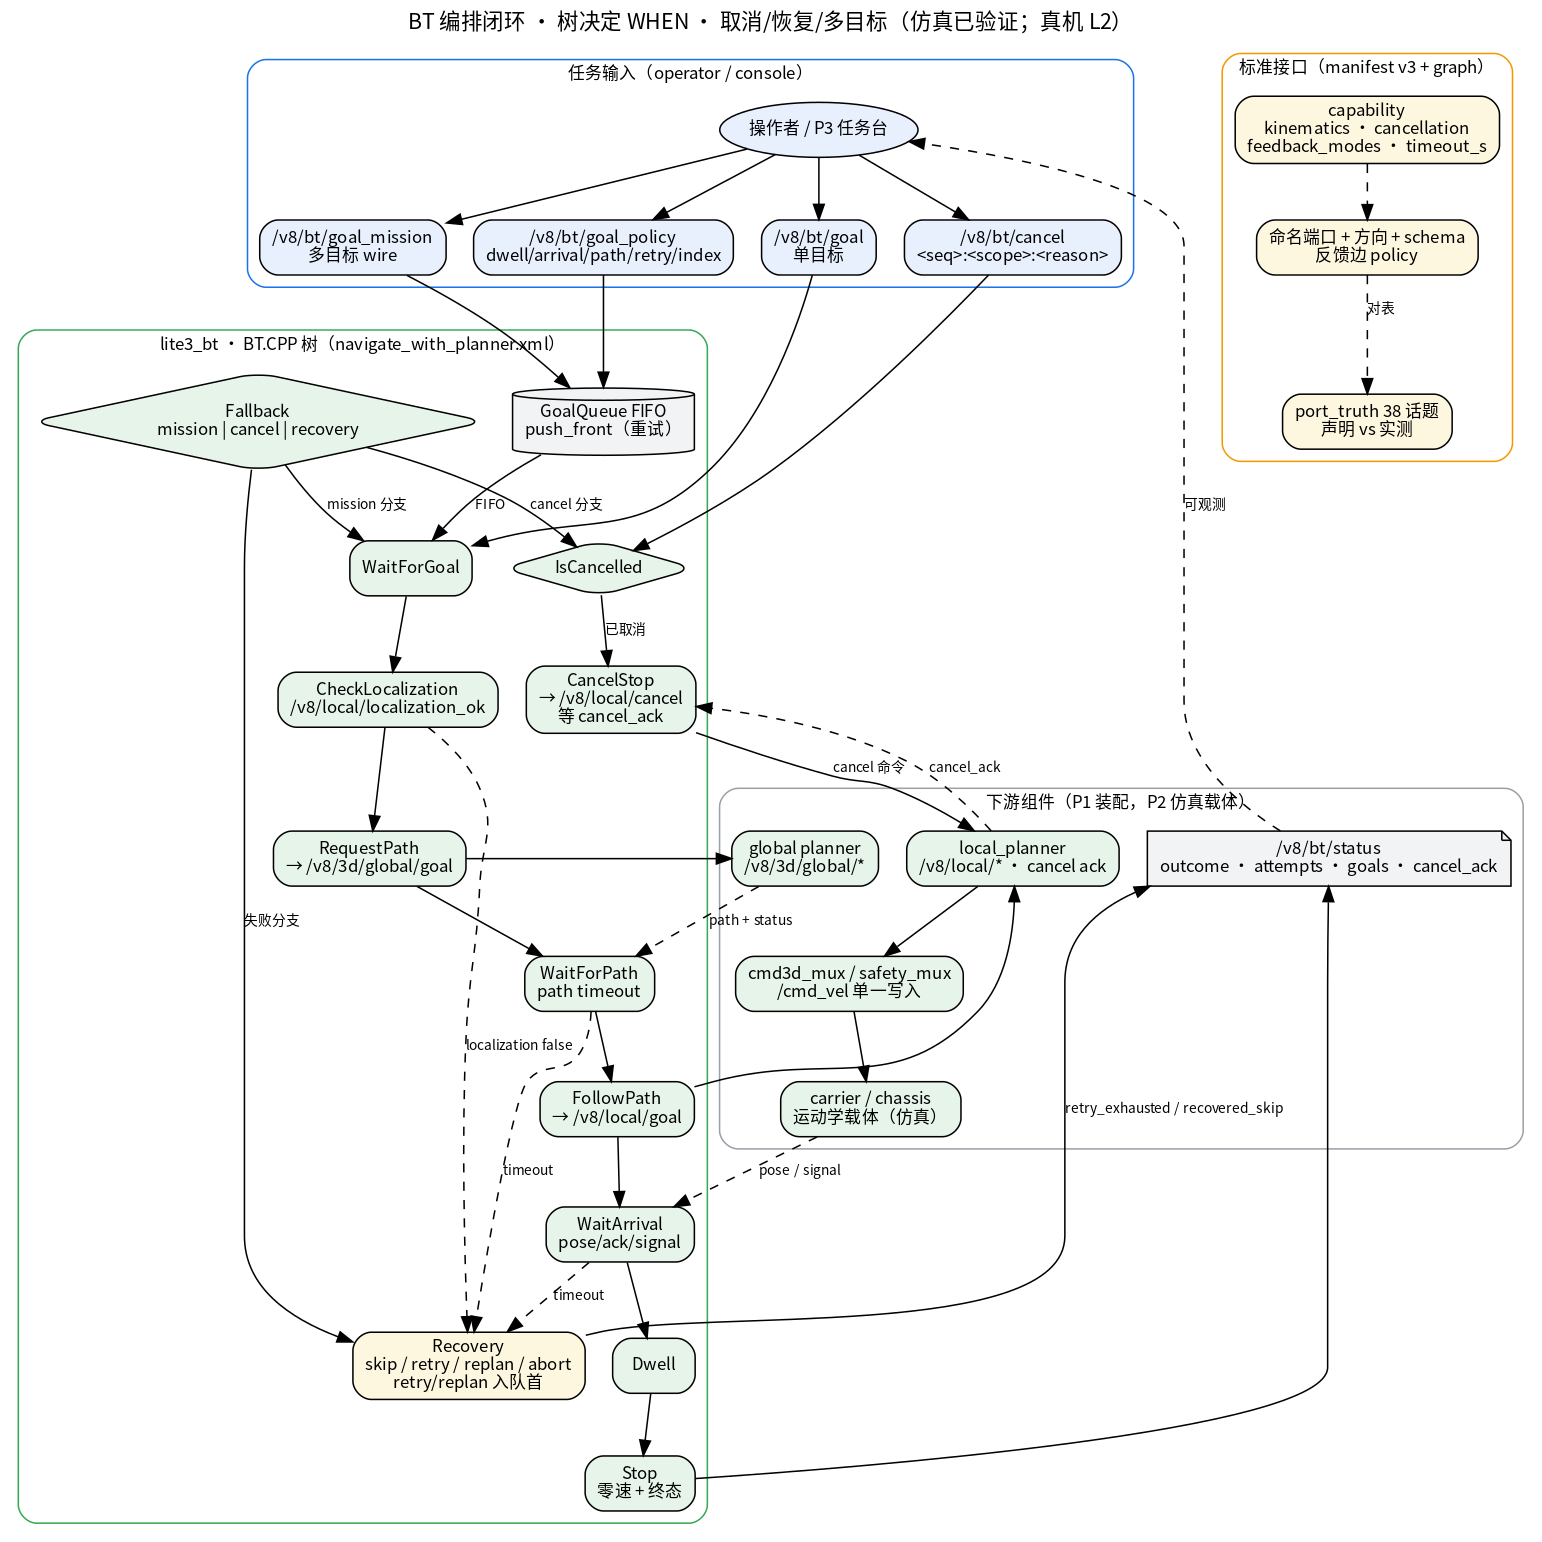 BT 编排闭环 · 树决定 WHEN · 取消/恢复/多目标（仿真已验证；真机 L2）
任务输入（operator / console）
操作者 / P3 任务台
/v8/bt/goal_mission
多目标 wire
/v8/bt/goal_policy
dwell/arrival/path/retry/index
/v8/bt/goal
单目标
/v8/bt/cancel
<seq>:<scope>:<reason>
标准接口（manifest v3 + graph）
capability
kinematics · cancellation
feedback_modes · timeout_s
命名端口 + 方向 + schema
反馈边 policy
对表
port_truth 38 话题
声明 vs 实测
lite3_bt · BT.CPP 树（navigate_with_planner.xml）
Fallback
mission | cancel | recovery
GoalQueue FIFO
push_front（重试）
mission 分支
FIFO
cancel 分支
可观测
WaitForGoal
IsCancelled
已取消
CheckLocalization
/v8/local/localization_ok
CancelStop
→ /v8/local/cancel
等 cancel_ack
cancel 命令
cancel_ack
下游组件（P1 装配，P2 仿真载体）
RequestPath
→ /v8/3d/global/goal
global planner
/v8/3d/global/*
local_planner
/v8/local/* · cancel ack
/v8/bt/status
outcome · attempts · goals · cancel_ack
失败分支
path + status
WaitForPath
path timeout
cmd3d_mux / safety_mux
/cmd_vel 单一写入
localization false
FollowPath
→ /v8/local/goal
carrier / chassis
运动学载体（仿真）
retry_exhausted / recovered_skip
timeout
pose / signal
WaitArrival
pose/ack/signal
timeout
Recovery
skip / retry / replan / abort
retry/replan 入队首
Dwell
Stop
零速 + 终态